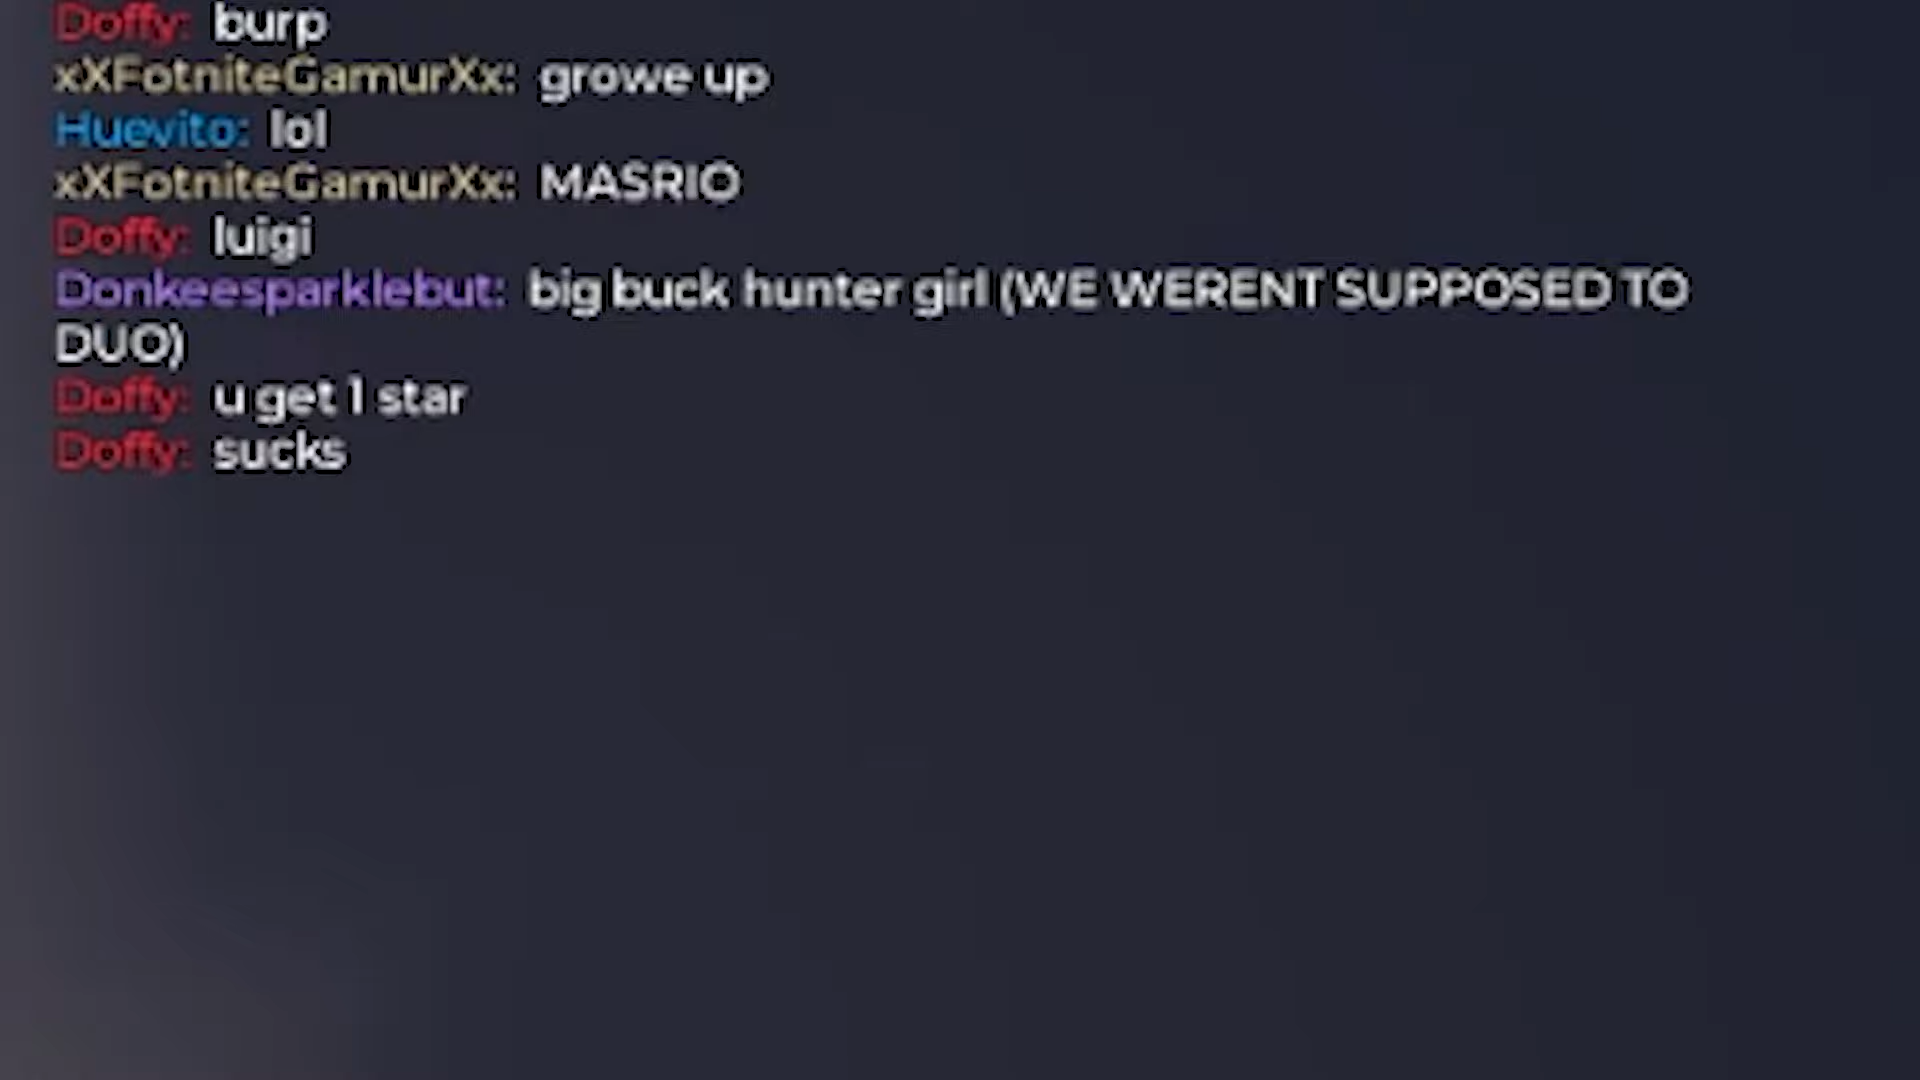 Doffy: burp
xXFotniteGamurXx: growe up
Huevito: lol
xXFotniteGamurXx: MASRIO
Doffy: luigi
Donkeesparklebut: big buck hunter girl (WE WERENT SUPPOSED TO
DUO)
Doffy: u get 1 star
Doffy: sucks